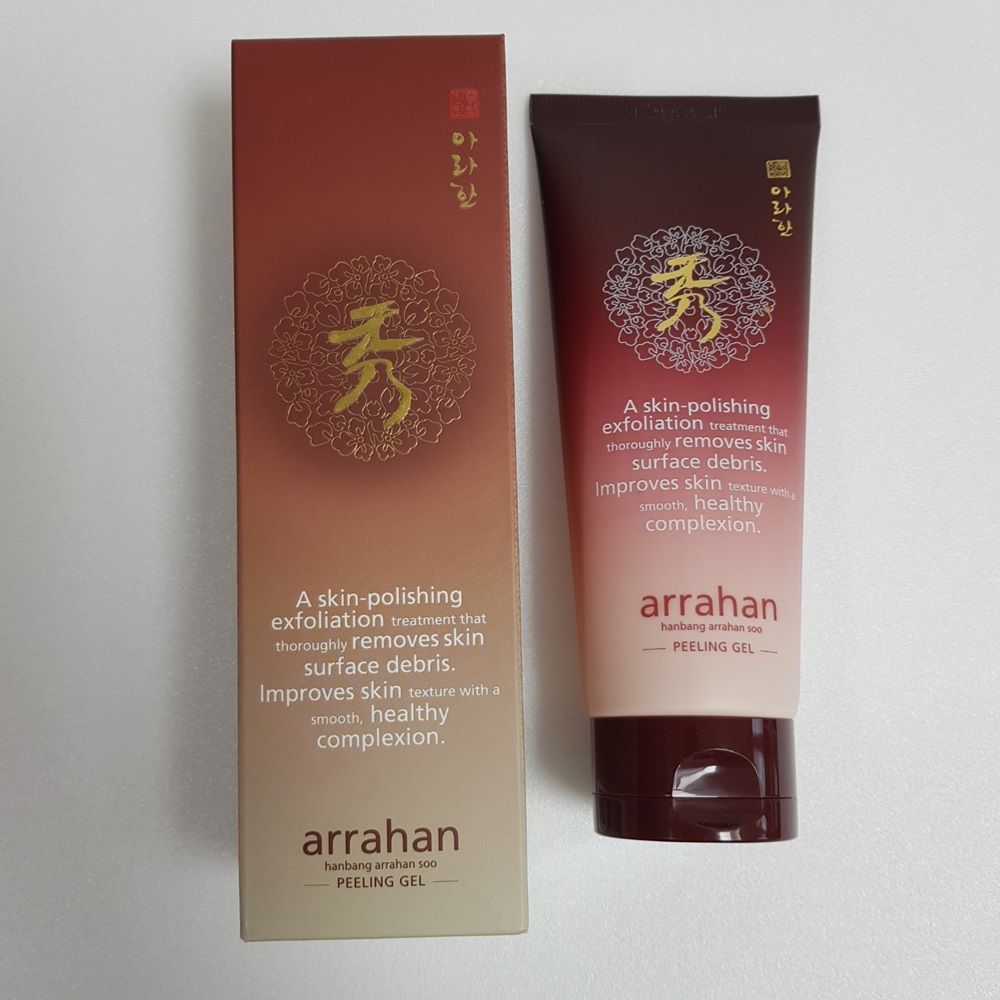 아라한
秀
A skin-polishing
exfoliation treatment that
thoroughly removes skin
surface debris.
Improves skin texture with a
smooth, healthy
complexion.
arrahan
hanbang arrahan soo
PEELING GEL
아라한
秀
A skin-polishing
exfoliation treatment that
thoroughly removes skin
surface debris.
Improves skin texture with a
smooth, healthy
complexion.
arrahan
hanbang arrahan soo
PEELING GEL